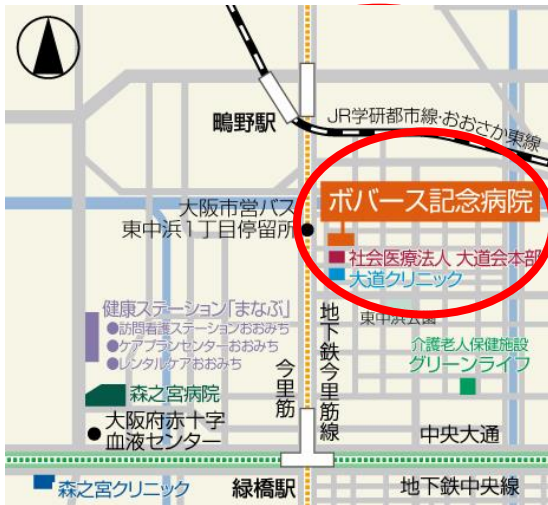 JR学研都市線・おおさか東線
鴫野駅
ボバース記念病院
大阪市営バス
東中浜1丁目停留所
社会医療法人 大道会本部
大道クリニック
健康ステーション「まなぶ」
●訪問看護ステーションおおみち
●ケアプランセンターおおみち
●レンタルケアおおみち
地下鉄今里筋線
東中浜公園
今里筋
介護老人保健施設
グリーンライフ
森之宮病院
大阪府赤十字
血液センター
中央大通
森之宮クリニック
緑橋駅
地下鉄中央線